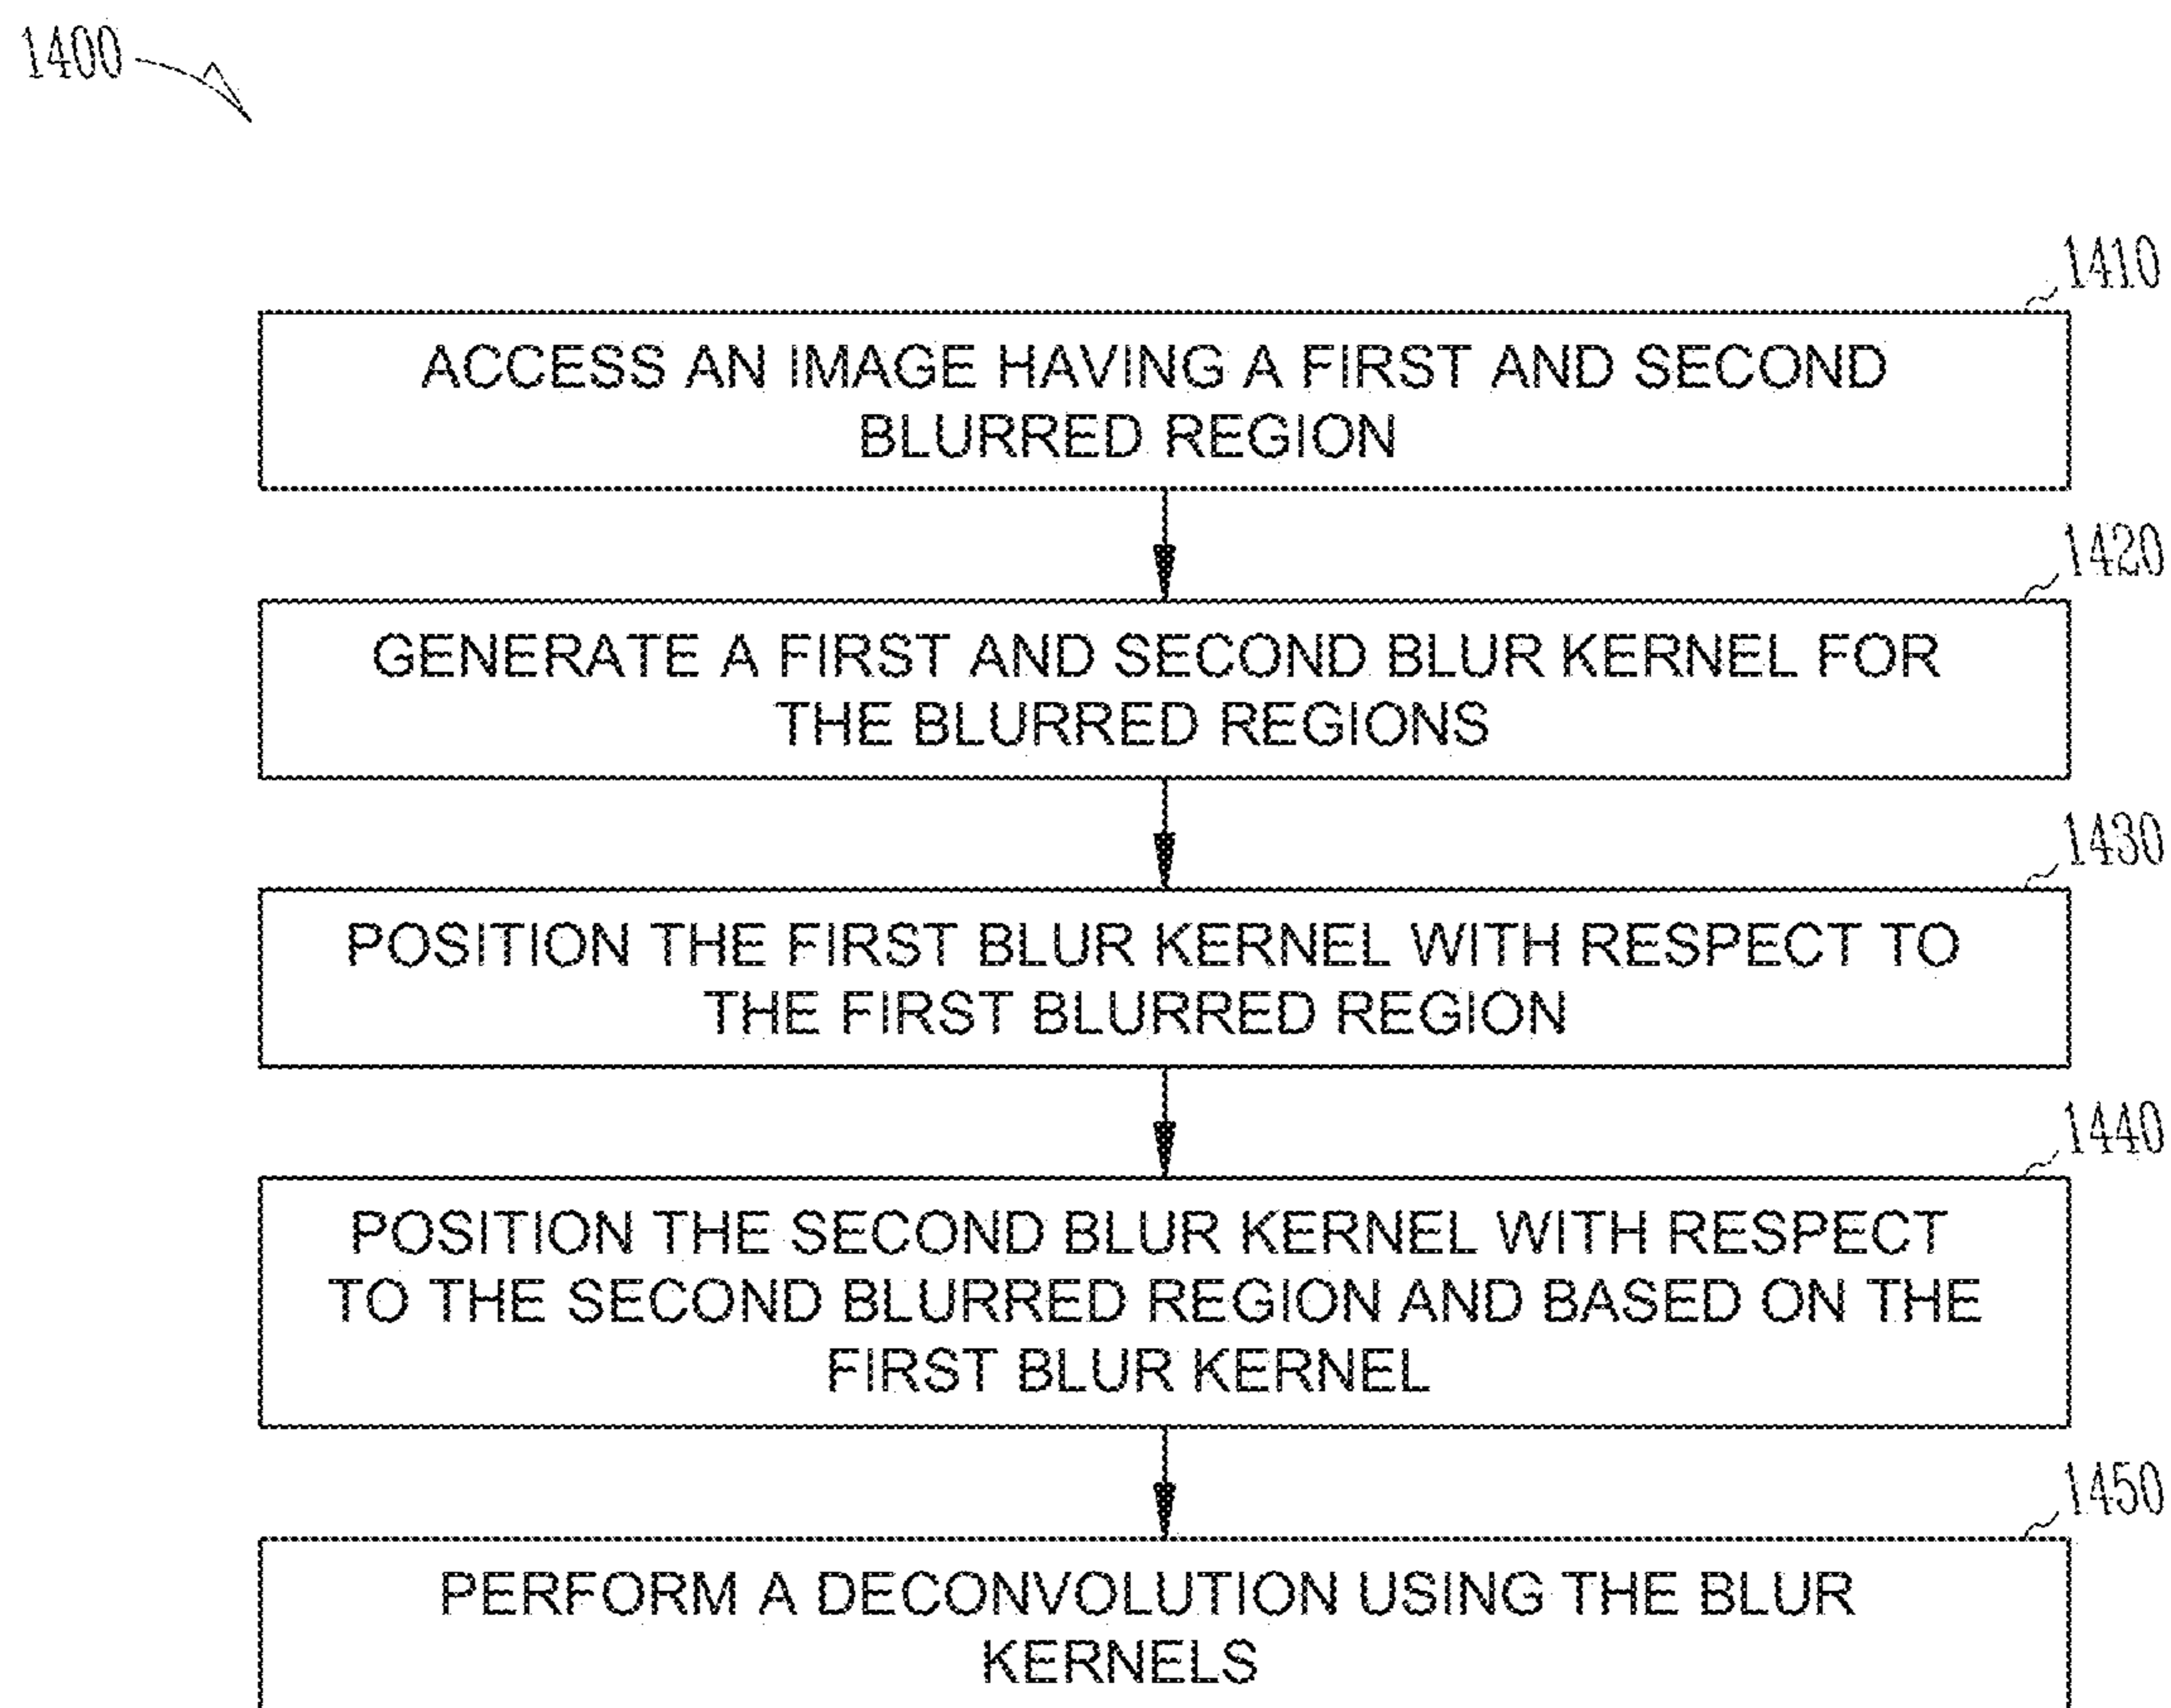 1400
1410
ACCESS AN IMAGE HAVING A FIRST AND SECOND
BLURRED REGION
1420
GENERATE A FIRST AND SECOND BLUR KERNEL FOR
THE BLURRED REGIONS
1430
POSITION THE FIRST BLUR KERNEL WITH RESPECT TO
THE FIRST BLURRED REGION
1440
POSITION THE SECOND BLUR KERNEL WITH RESPECT
TO THE SECOND BLURRED REGION AND BASED ON THE
FIRST BLUR KERNEL
1450
PERFORM A DECONVOLUTION USING THE BLUR
KERNELS